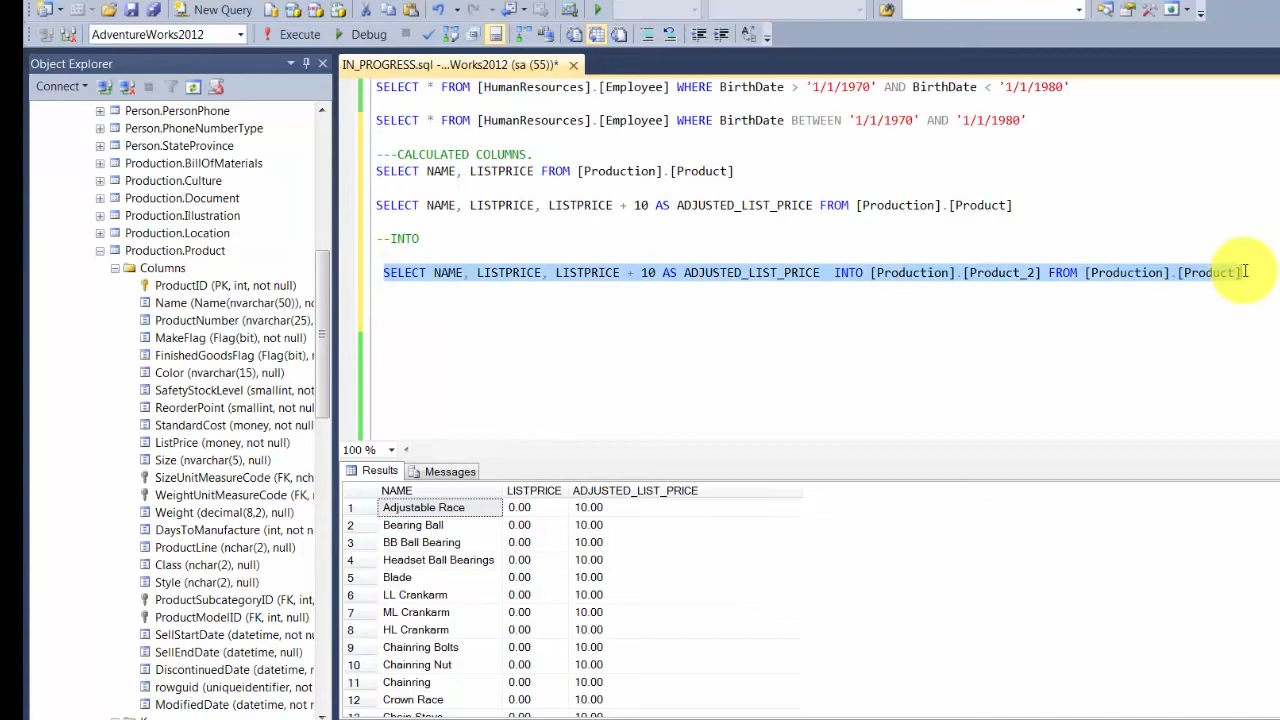 New Query
AdventureWorks2012 Execute Debug
Object Explorer
Connect
Person.PersonPhone
Person.PhoneNumberType
Person.StateProvince
Production.BillOfMaterials
Production.Culture
Production.Document
Production.Illustration
Production.Location
Production.Product
Columns
ProductID (PK, int, not null)
Name (Name(nvarchar(50)), no
ProductNumber (nvarchar(25),
MakeFlag (Flag(bit), not null)
FinishedGoodsFlag (Flag(bit), n
Color (nvarchar(15), null)
SafetyStockLevel (smallint, not
ReorderPoint (smallint, not null
StandardCost (money, not null)
ListPrice (money, not null)
Size (nvarchar(5), null)
SizeUnitMeasureCode (FK, nch
WeightUnitMeasureCode (FK,
Weight (decimal(8,2), null)
DaysToManufacture (int, not n
ProductLine (nchar(2), null)
Class (nchar(2), null)
Style (nchar(2), null)
ProductSubcategoryID (FK, int,
ProductModelID (FK, int, null)
SellStartDate (datetime, not nu
SellEndDate (datetime, null)
DiscontinuedDate (datetime, n
rowguid (uniqueidentifier, not
ModifiedDate (datetime, not n
IN_PROGRESS.sql -...Works2012 (sa (55))*
SELECT * FROM [HumanResources].[Employee] WHERE BirthDate > '1/1/1970' AND BirthDate < '1/1/1980'
SELECT * FROM [HumanResources].[Employee] WHERE BirthDate BETWEEN '1/1/1970' AND '1/1/1980'
---CALCULATED COLUMNS.
SELECT NAME, LISTPRICE FROM [Production].[Product]
SELECT NAME, LISTPRICE, LISTPRICE + 10 AS ADJUSTED_LIST_PRICE FROM [Production].[Product]
--INTO
SELECT NAME, LISTPRICE, LISTPRICE + 10 AS ADJUSTED_LIST_PRICE  INTO [Production].[Product_2] FROM [Production].[Product]
100 %
Results Messages
NAME LISTPRICE ADJUSTED_LIST_PRICE
1 Adjustable Race 0.00 10.00
2 Bearing Ball 0.00 10.00
3 BB Ball Bearing 0.00 10.00
4 Headset Ball Bearings 0.00 10.00
5 Blade 0.00 10.00
6 LL Crankarm 0.00 10.00
7 ML Crankarm 0.00 10.00
8 HL Crankarm 0.00 10.00
9 Chainring Bolts 0.00 10.00
10 Chainring Nut 0.00 10.00
11 Chainring 0.00 10.00
12 Crown Race 0.00 10.00